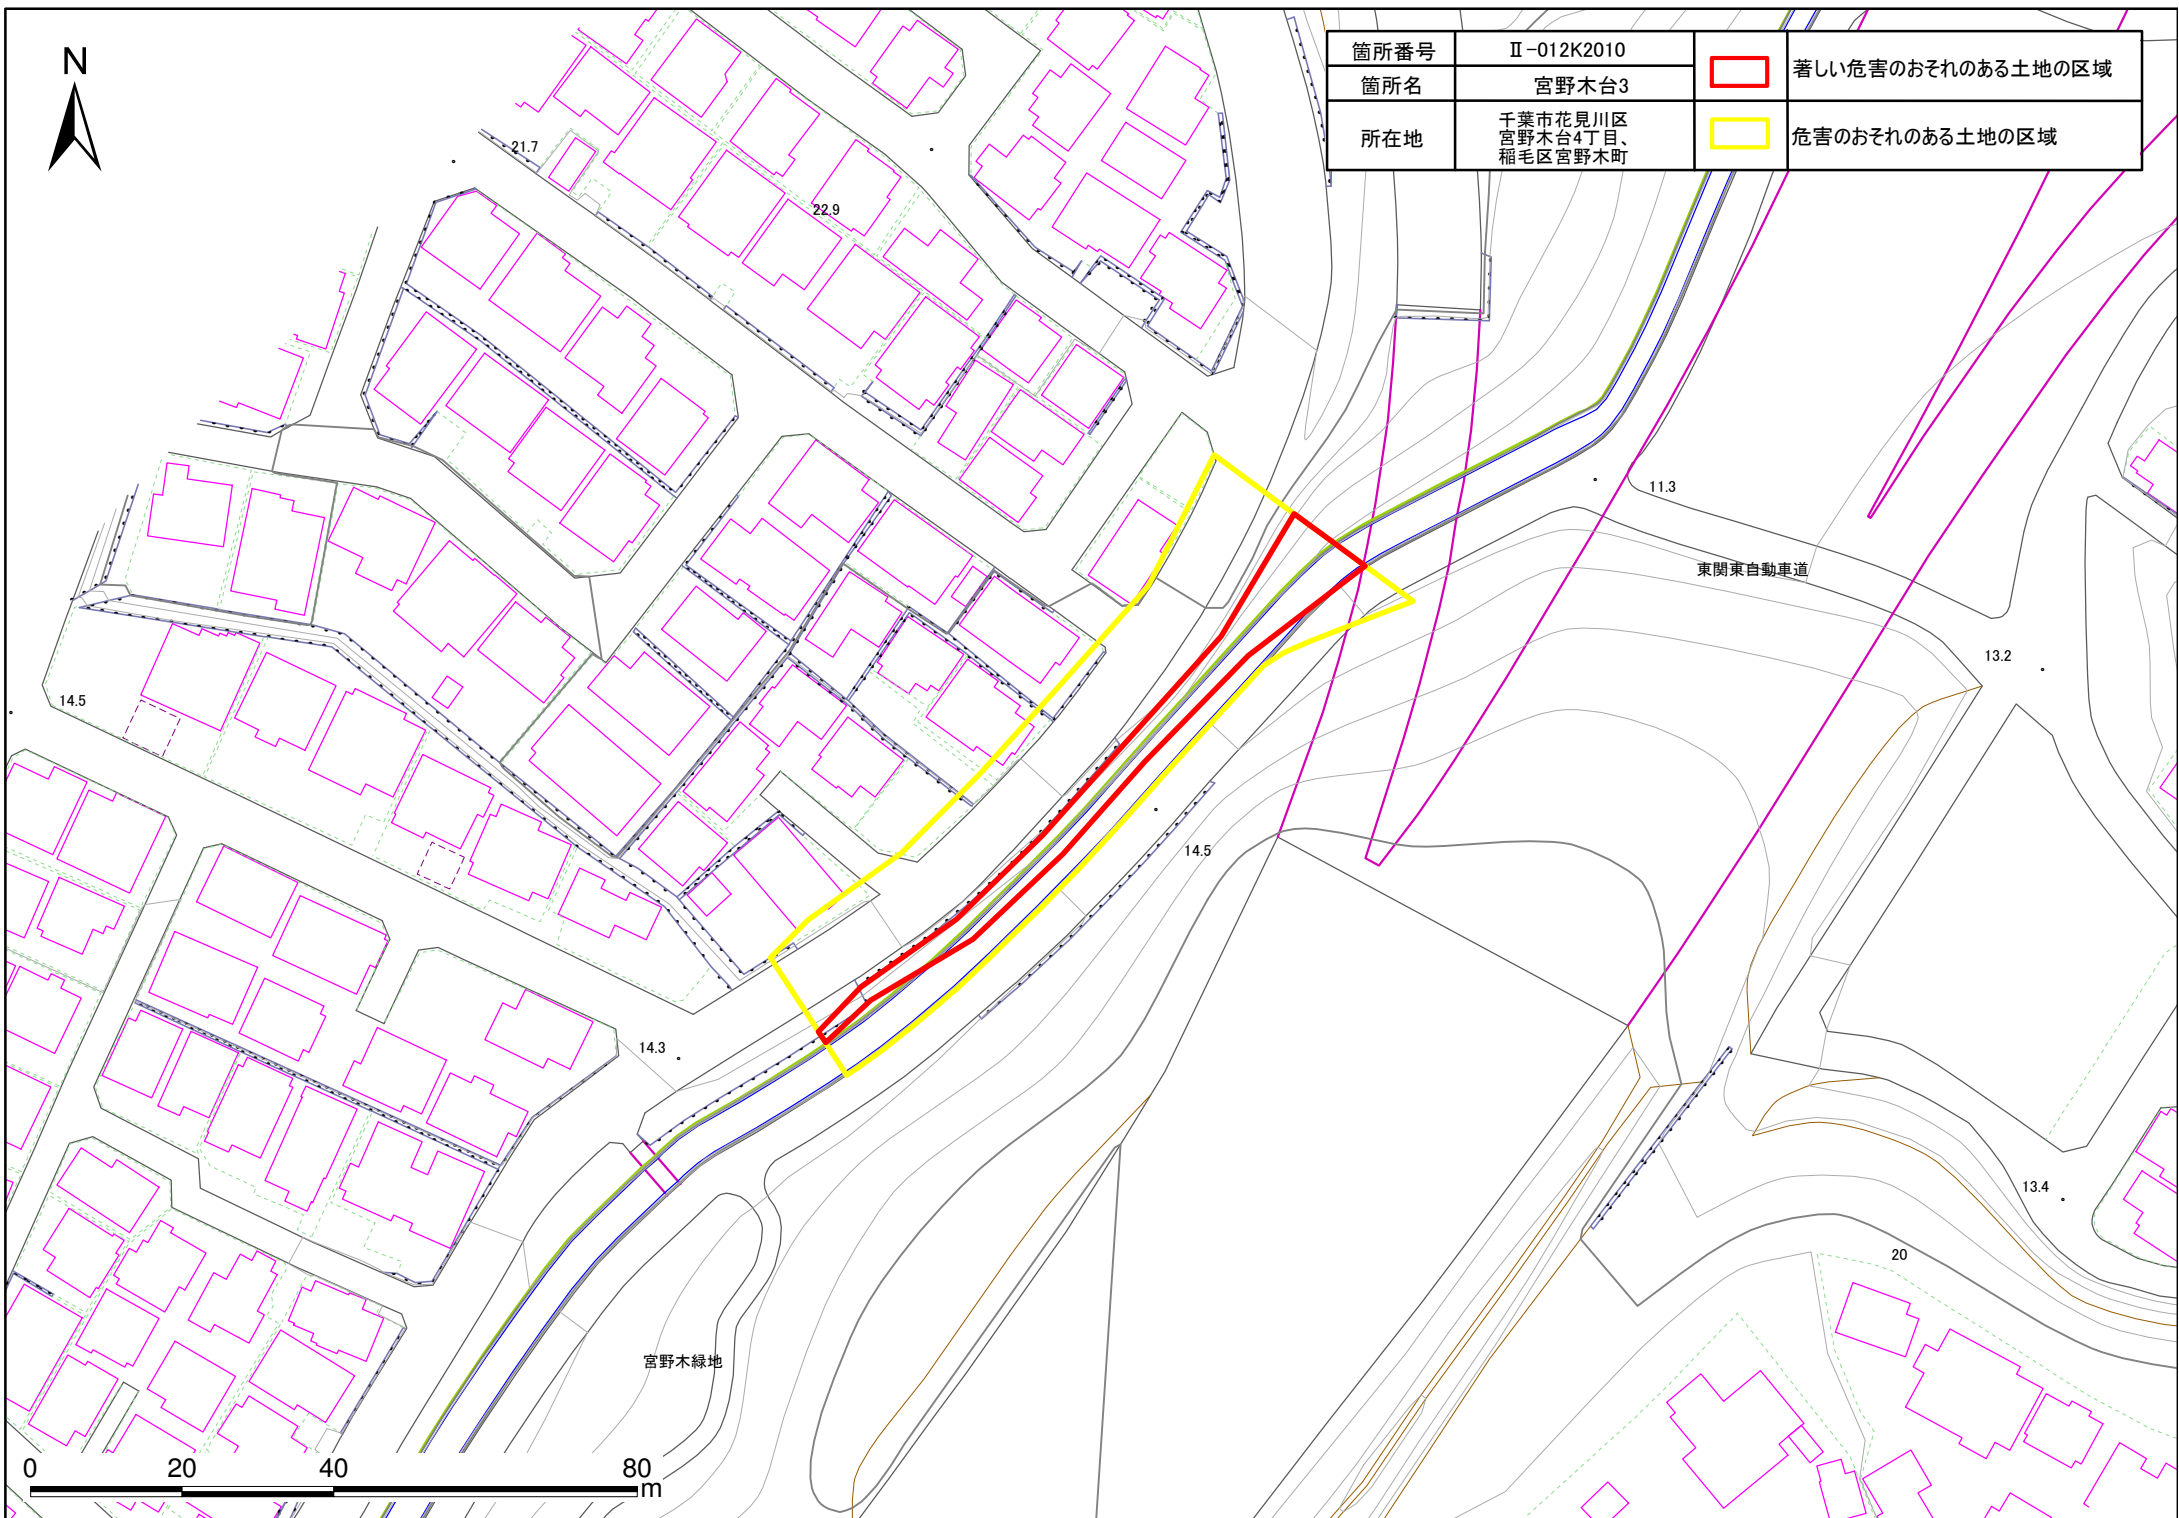 N
箇所番号 Ⅱ-012K2010 著しい危害のおそれのある土地の区域
箇所名 宮野木台3
所在地 千葉市花見川区
宮野木台4丁目、
稲毛区宮野木町
危害のおそれのある土地の区域
21.7
22.9
11.3
東関東自動車道
13.2
14.5
14.5
14.3
13.4
20
宮野木緑地
0 20 40 80
m